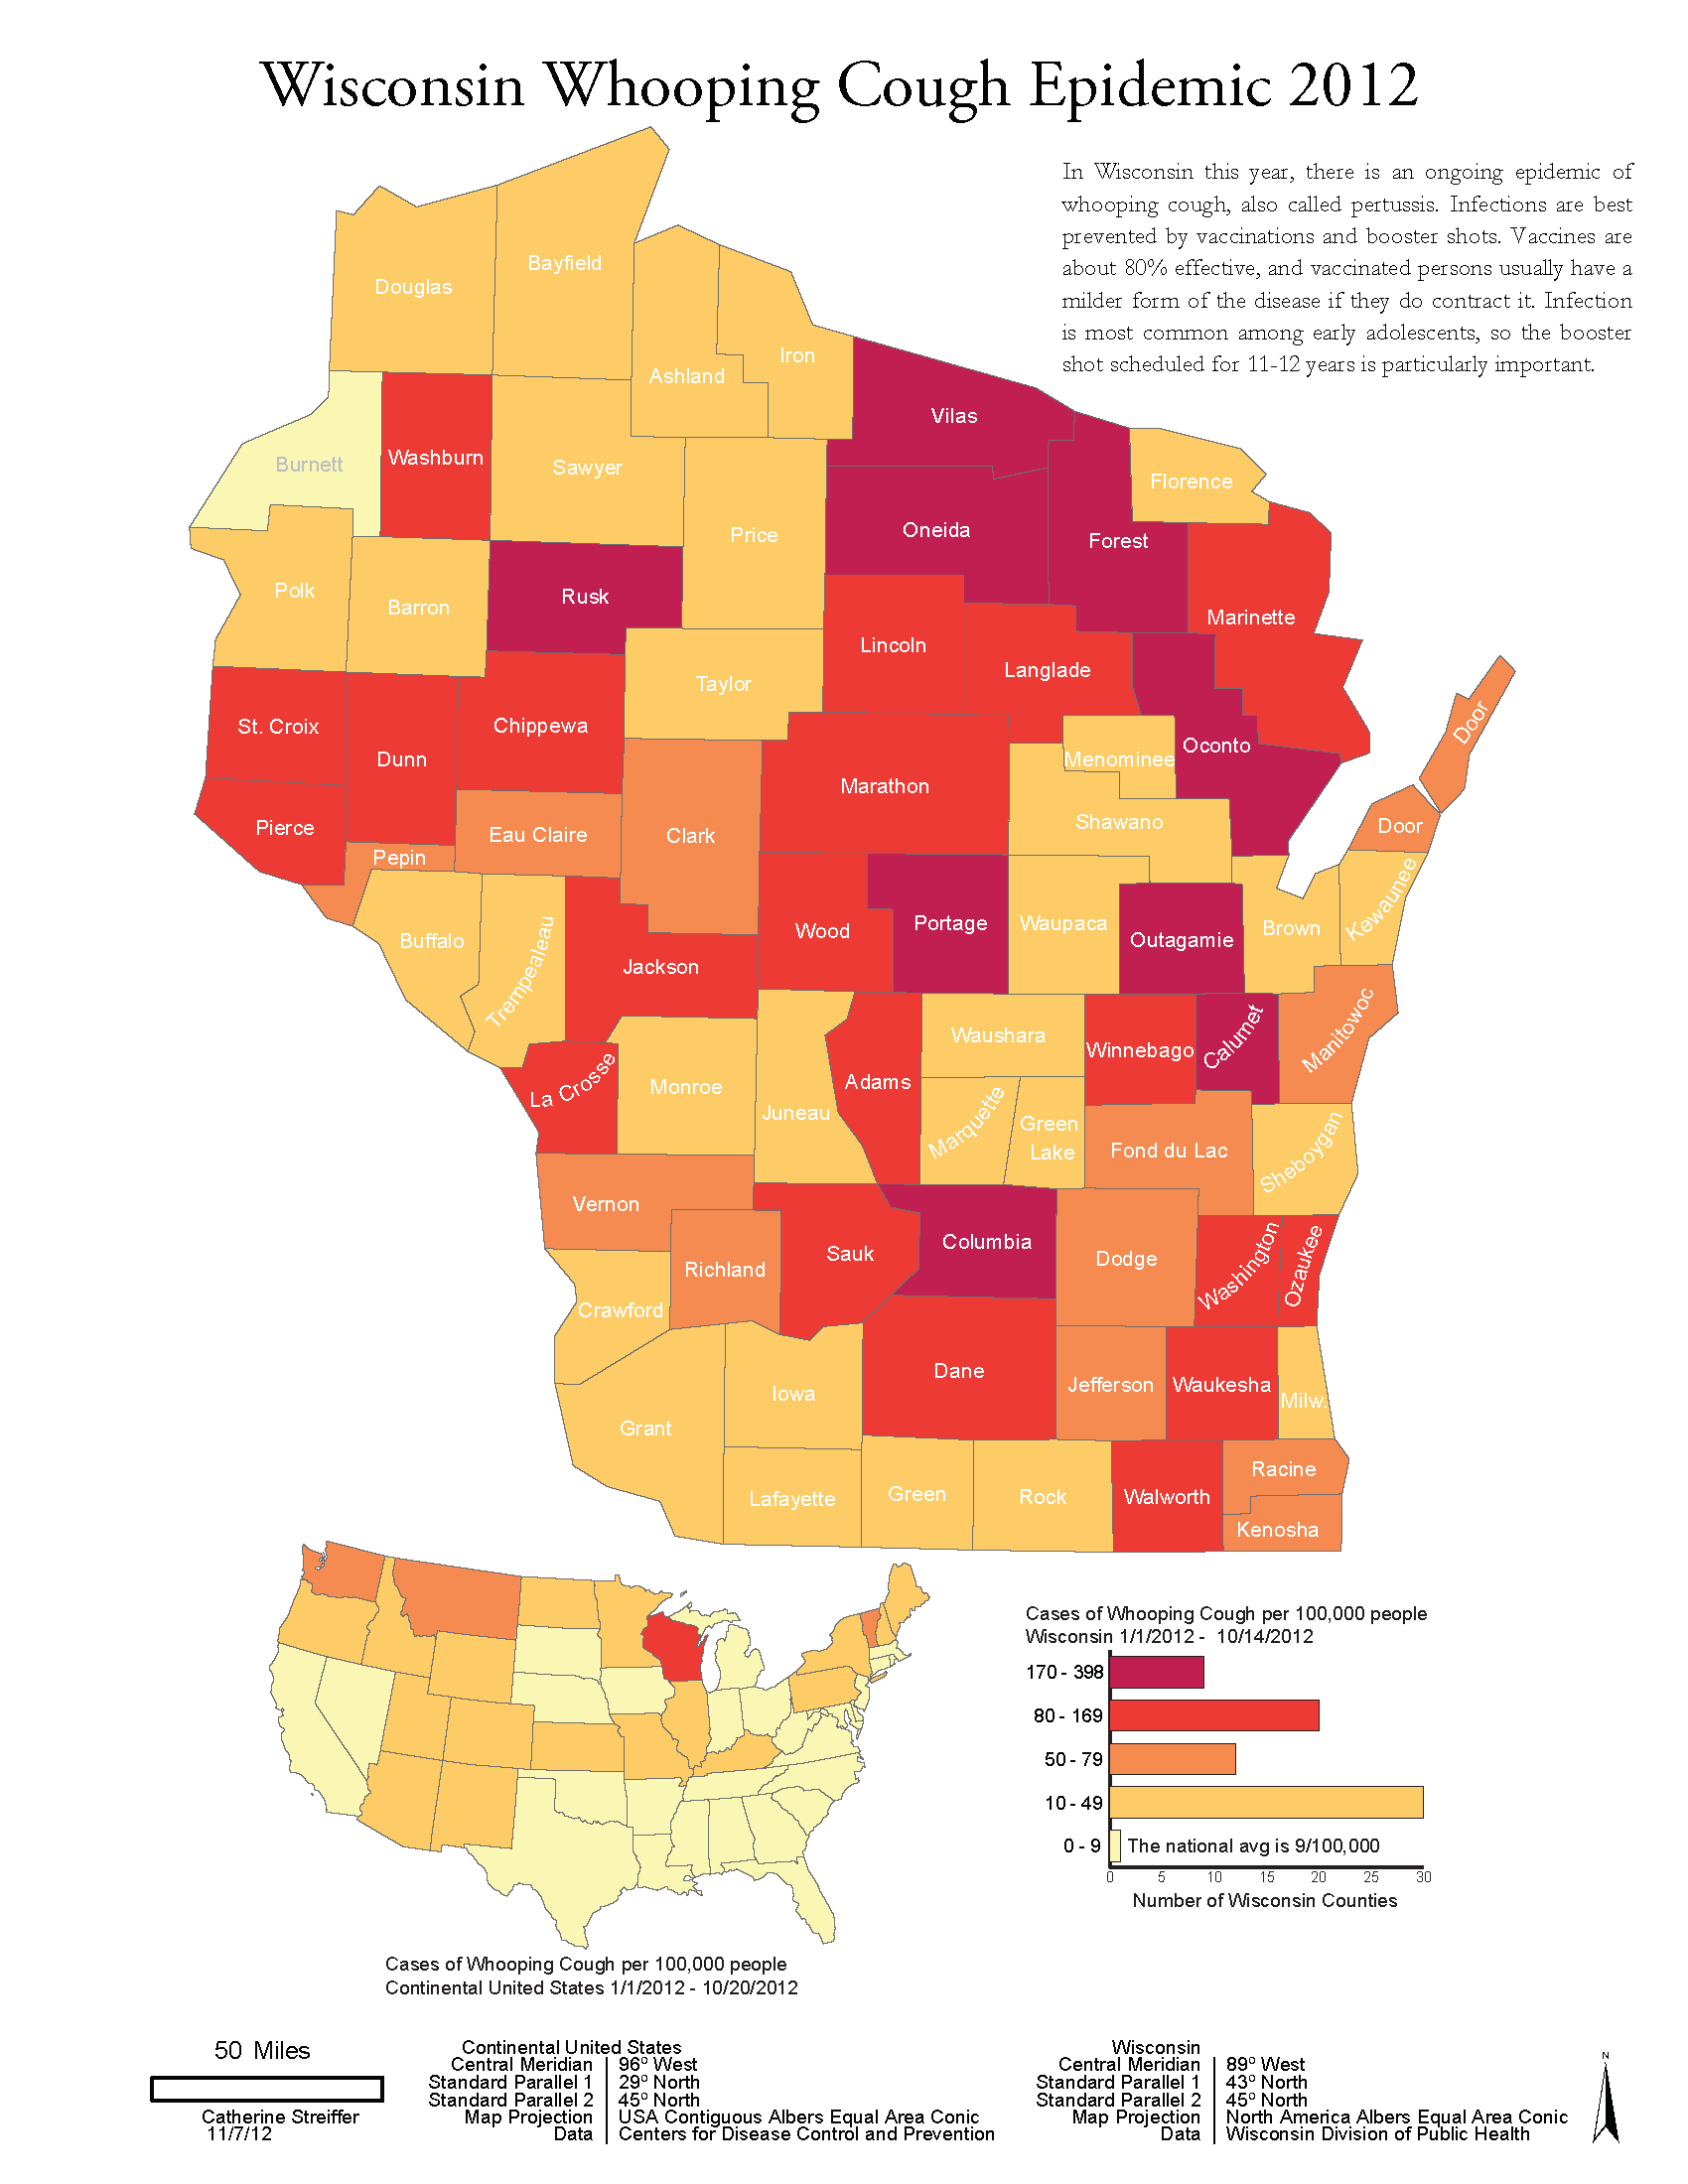 Wisconsin Whooping Cough Epidemic 2012
In Wisconsin this year, there is an ongoing epidemic of
whooping cough, also called pertussis. Infections are best
prevented by vaccinations and booster shots. Vaccines are
about 80% effective, and vaccinated persons usually have a
milder form of the disease if they do contract it. Infection
is most common among early adolescents, so the booster
shot scheduled for 11-12 years is particularly important.
Douglas
Bayfield
Ashland
Iron
Vilas
Burnett
Washburn
Sawyer
Price
Oneida
Forest
Florence
Marinette
Polk
Barron
Rusk
Lincoln
Langlade
Taylor
St. Croix
Dunn
Chippewa
Menominee
Oconto
Door
Marathon
Shawano
Pierce
Eau Claire
Clark
Door
Pepin
Buffalo
Trempealeau
Jackson
Wood
Portage
Waupaca
Outagamie
Brown
Kewaunee
La Crosse
Monroe
Juneau
Adams
Waushara
Winnebago
Calumet
Manitowoc
Marquette
Green
Lake
Fond du Lac
Sheboygan
Vernon
Richland
Sauk
Columbia
Dodge
Washington
Ozaukee
Crawford
Grant
Iowa
Dane
Jefferson
Waukesha
Milw.
Lafayette
Green
Rock
Walworth
Racine
Kenosha
Cases of Whooping Cough per 100,000 people
Wisconsin 1/1/2012 - 10/14/2012
170 - 398
80 - 169
50 - 79
10 - 49
0 - 9 The national avg is 9/100,000
0 5 10 15 20 25 30
Number of Wisconsin Counties
Cases of Whooping Cough per 100,000 people
Continental United States 1/1/2012 - 10/20/2012
50 Miles
Catherine Streiffer
11/7/12
Continental United States
Central Meridian 96º West
Standard Parallel 1 29º North
Standard Parallel 2 45º North
Map Projection USA Contiguous Albers Equal Area Conic
Data Centers for Disease Control and Prevention
Wisconsin
Central Meridian 89º West
Standard Parallel 1 43º North
Standard Parallel 2 45º North
Map Projection North America Albers Equal Area Conic
Data Wisconsin Division of Public Health
N